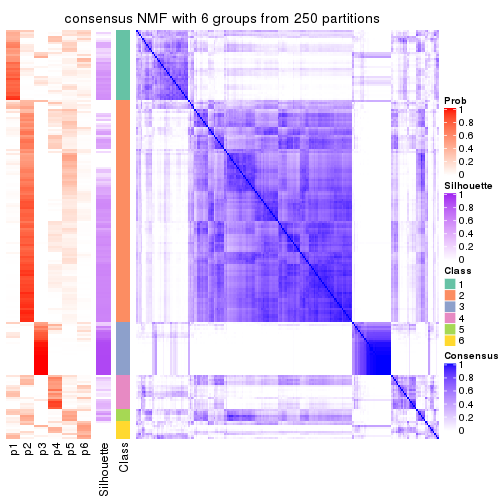 consensus NMF with 6 groups from 250 partitions
Prob
1
0.8
0.6
0.4
0.2
0
Silhouette
1
0.8
0.6
0.4
0.2
0
Class
1
2
3
4
5
6
Consensus
1
0.8
0.6
0.4
0.2
0
p1
p2
p3
p4
p5
p6
Silhouette
Class